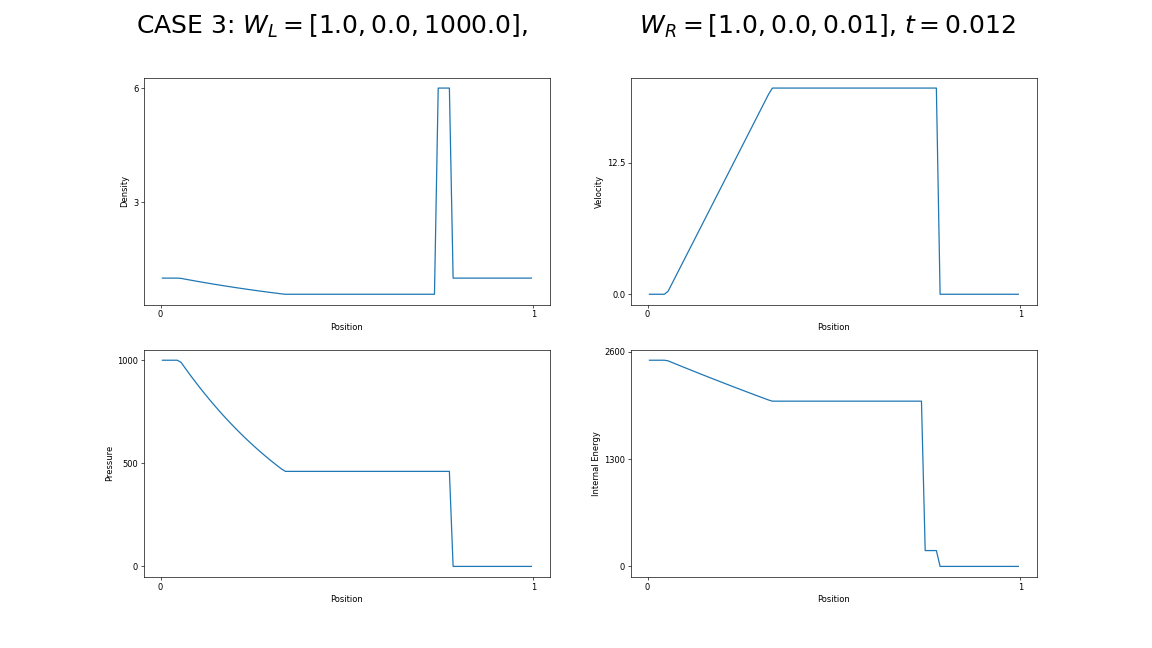 CASE 3: W_L = [1.0, 0.0, 1000.0], W_R = [1.0, 0.0, 0.01], t = 0.012
6
3
Density
0
1
Position
12.5
0.0
Velocity
0
1
Position
1000
500
0
Pressure
0
1
Position
2600
1300
0
Internal Energy
0
1
Position